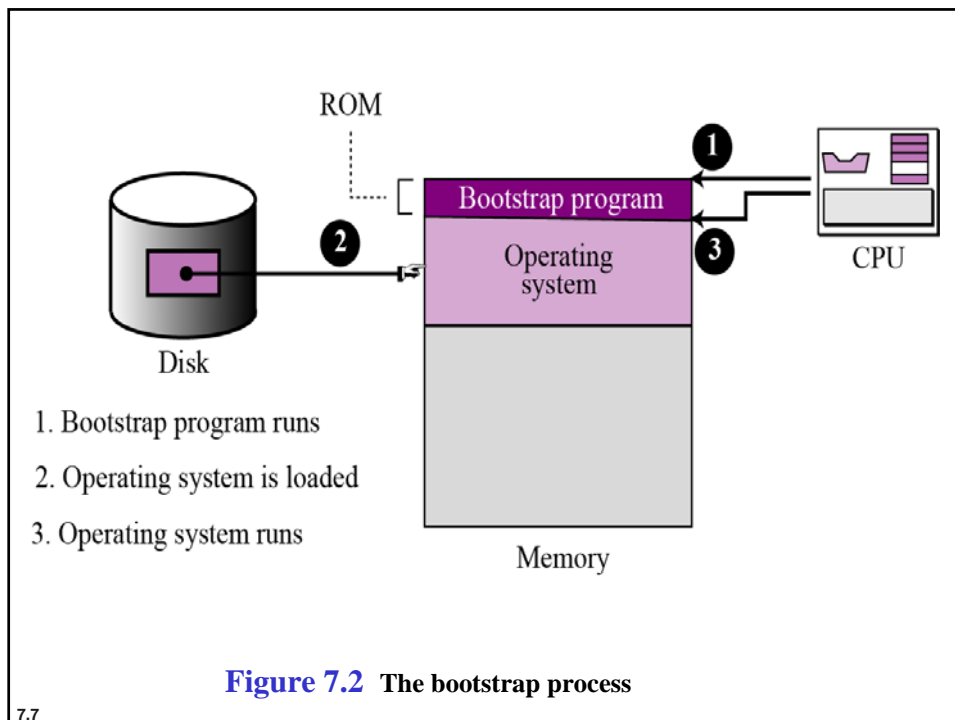 ROM
1
Bootstrap program
2
3
Operating
system
CPU
Disk
1. Bootstrap program runs
2. Operating system is loaded
3. Operating system runs
Memory
Figure 7.2 The bootstrap process
7.7